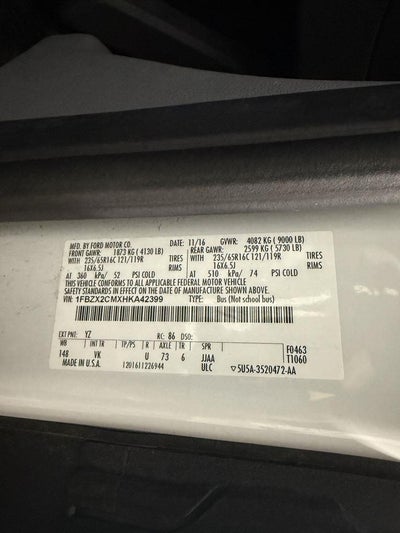 MFD. BY FORD MOTOR CO. 11/16 GVWR: 4082 KG ( 9000 LB)
FRONT GAWR: 1873 KG ( 4130 LB) REAR GAWR: 2599 KG ( 5730 LB)
WITH 235/65R16C 121/119R TIRES WITH 235/65R16C 121/119R TIRES
16X6.5J RIMS 16X6.5J RIMS
AT 360 kPa/ 52 PSI COLD AT 510 kPa/ 74 PSI COLD
THIS VEHICLE CONFORMS TO ALL APPLICABLE FEDERAL MOTOR VEHICLE
SAFETY STANDARDS IN EFFECT ON THE DATE OF MANUFACTURE SHOWN ABOVE.
VIN: 1FBZX2CMXHKA42399 TYPE: Bus (Not school bus)
EXT PNT: YZ RC: 86 DSO:
WB INT TR TP/PS R AXLE TR SPR F0463
148 VK U 73 6 JJAA T1060
MADE IN U.S.A. 1201611226944 ULC 5U5A-3520472-AA